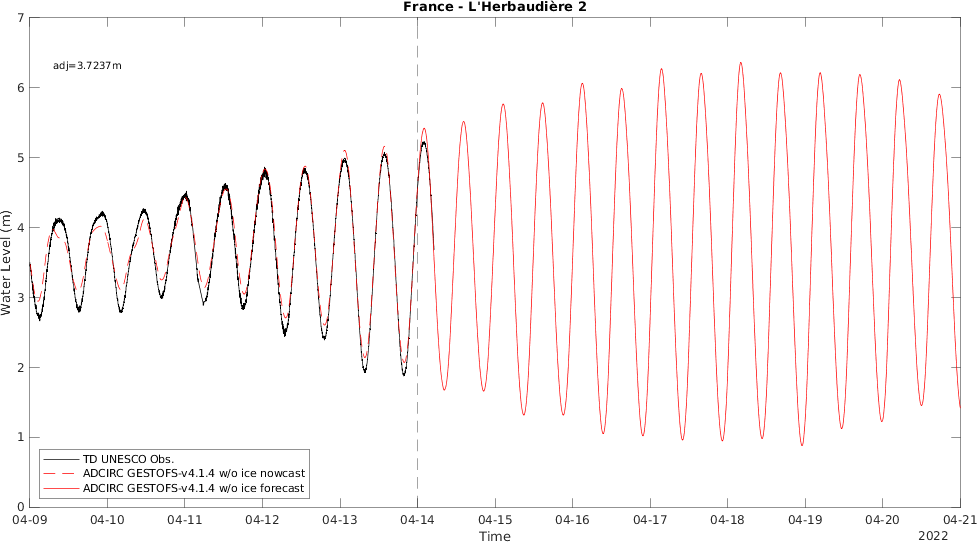 France - L'Herbaudière 2
adj=3.7237m
7
6
5
4
3
2
1
0
Water Level (m)
TD UNESCO Obs.
ADCIRC GESTOFS-v4.1.4 w/o ice nowcast
ADCIRC GESTOFS-v4.1.4 w/o ice forecast
04-09 04-10 04-11 04-12 04-13 04-14 04-15 04-16 04-17 04-18 04-19 04-20 04-21
Time
2022